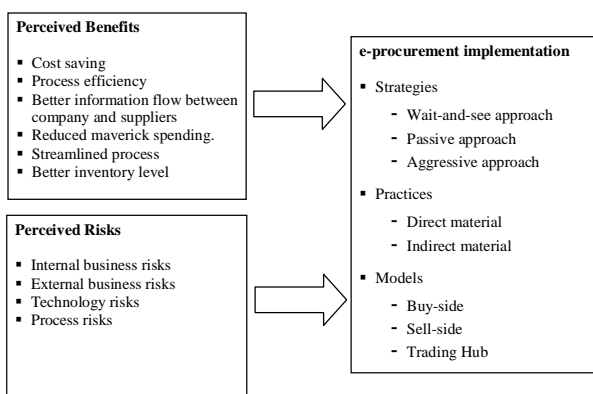 Perceived Benefits
▪ Cost saving
▪ Process efficiency
▪ Better information flow between
company and suppliers
▪ Reduced maverick spending.
▪ Streamlined process
▪ Better inventory level
Perceived Risks
▪ Internal business risks
▪ External business risks
▪ Technology risks
▪ Process risks
e-procurement implementation
▪ Strategies
- Wait-and-see approach
- Passive approach
- Aggressive approach
▪ Practices
- Direct material
- Indirect material
▪ Models
- Buy-side
- Sell-side
- Trading Hub